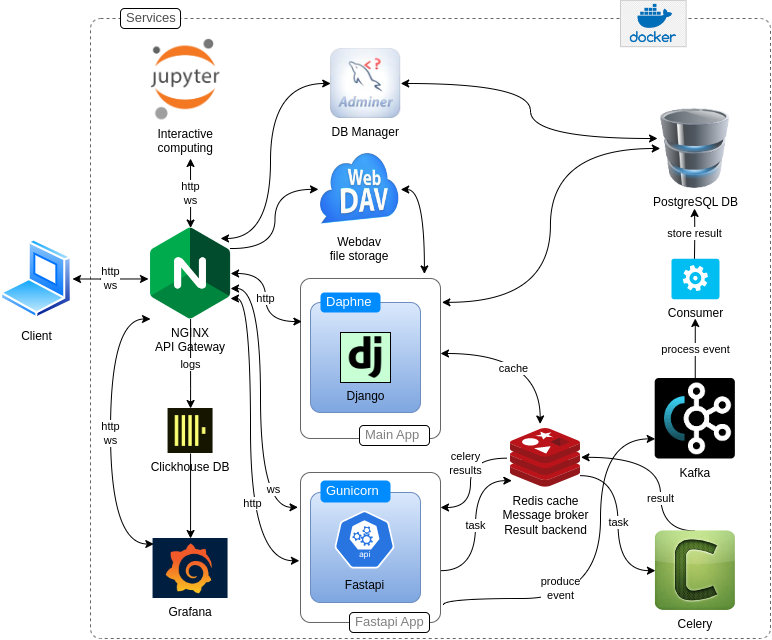 Services
docker
jupyter
Interactive
computing
<?
Adminer
DB Manager
Web
DAV
Webdav
file storage
PostgreSQL DB
store result
Consumer
process event
Kafka
http
ws
http
ws
Client
N
NGINX
API Gateway
logs
http
Daphne
dj
Django
Main App
cache
http
ws
Clickhouse DB
Grafana
ws
http
Gunicorn
api
Fastapi
Fastapi App
celery
results
task
Redis cache
Message broker
Result backend
result
task
produce
event
C
Celery